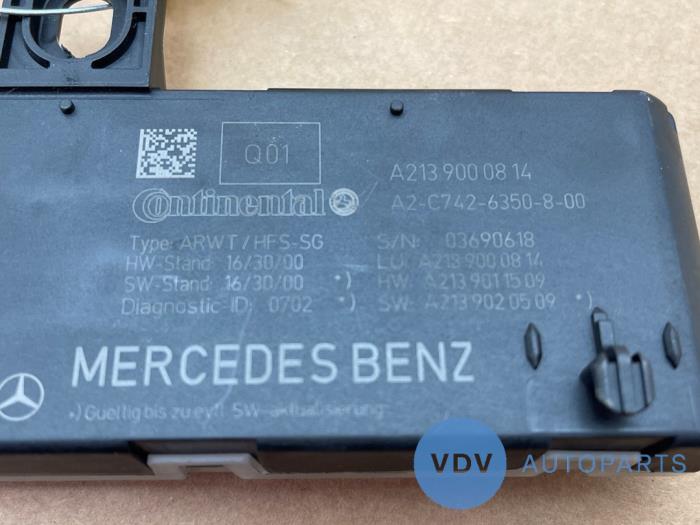 Q01
A213 900 08 14
Continental
A2-C742-6350-8-00
Type: ARWT/HFS-SG
S/N: 03690618
HW-Stand: 16/30/00
LU: A213 900 08 14
SW-Stand: 16/30/00 *)
HW: A213 901 15 09
Diagnostic-ID: 0702 *)
SW: A213 902 05 09 *)
MERCEDES BENZ
*) Gueltig bis zu evtl. SW-aktualisierung
VDV AUTOPARTS